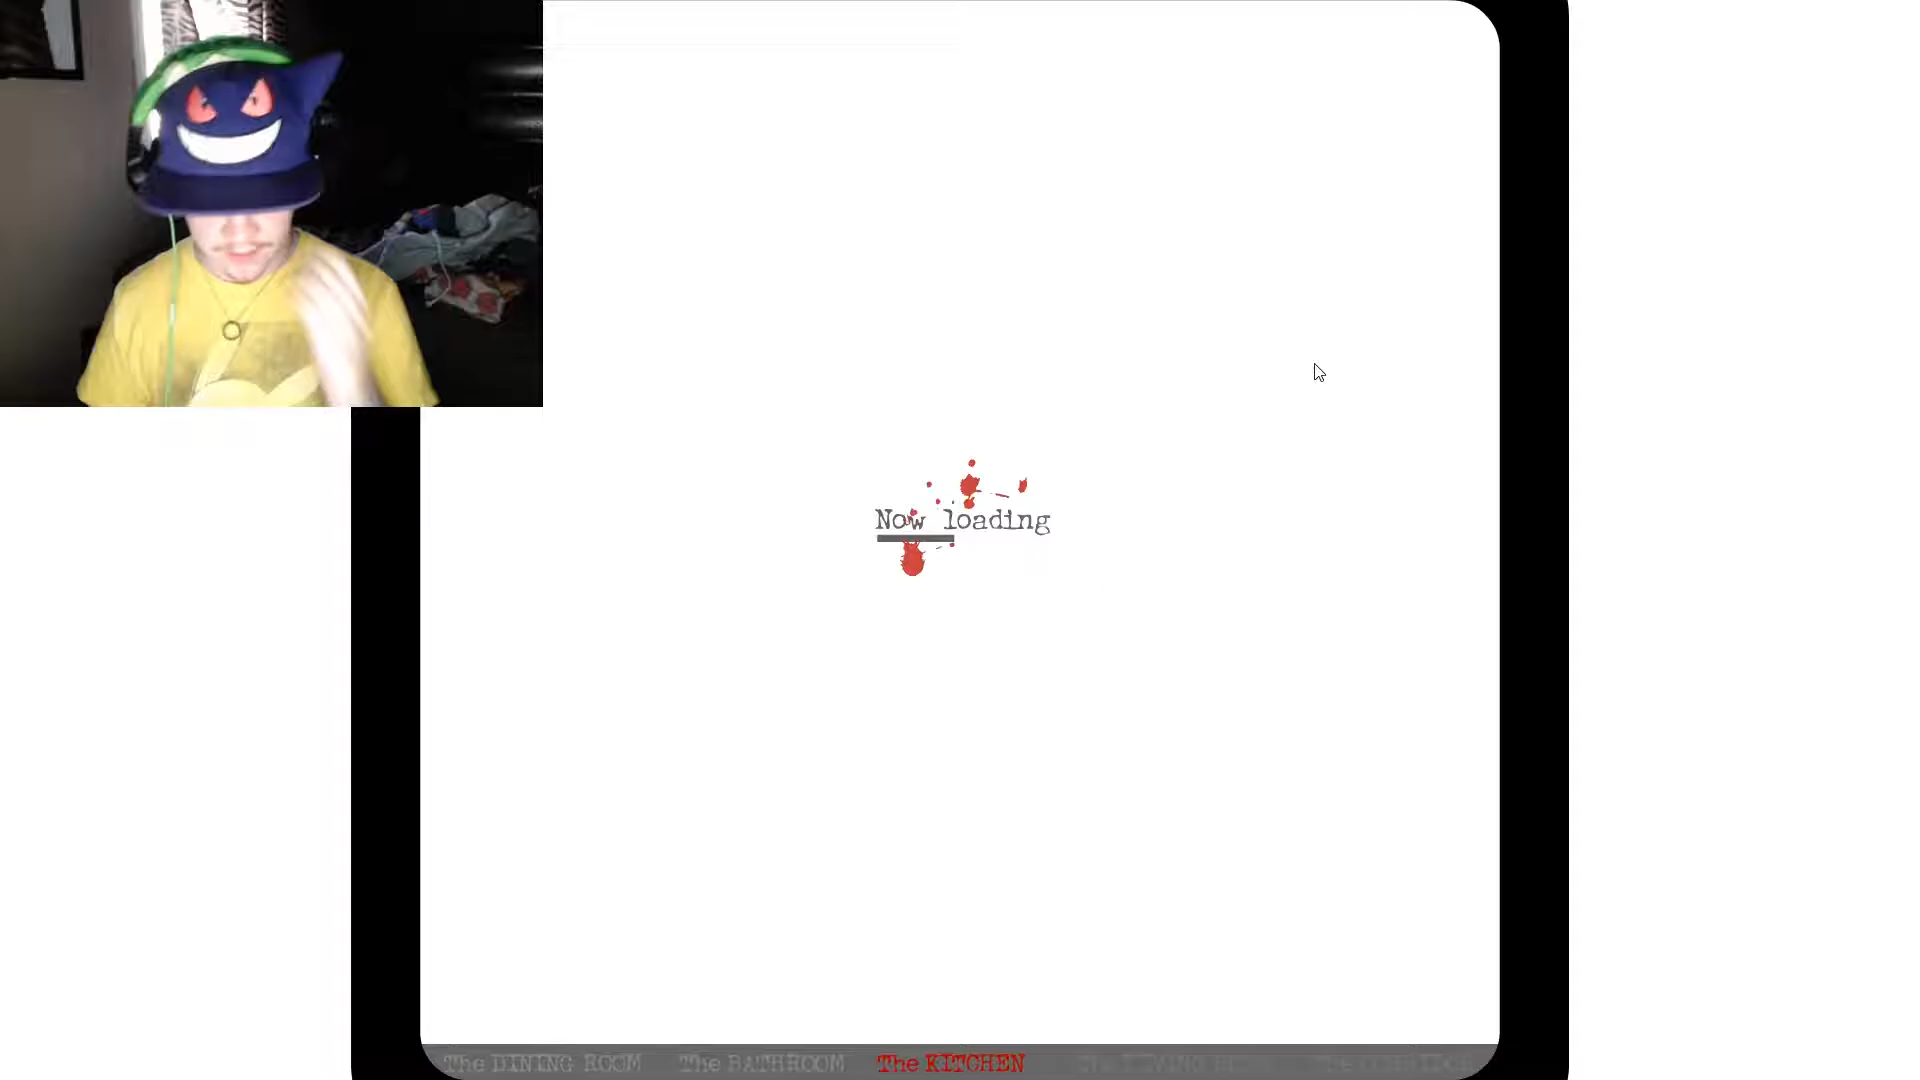 Now loading
The DINING ROOM
The BATHROOM
The KITCHEN